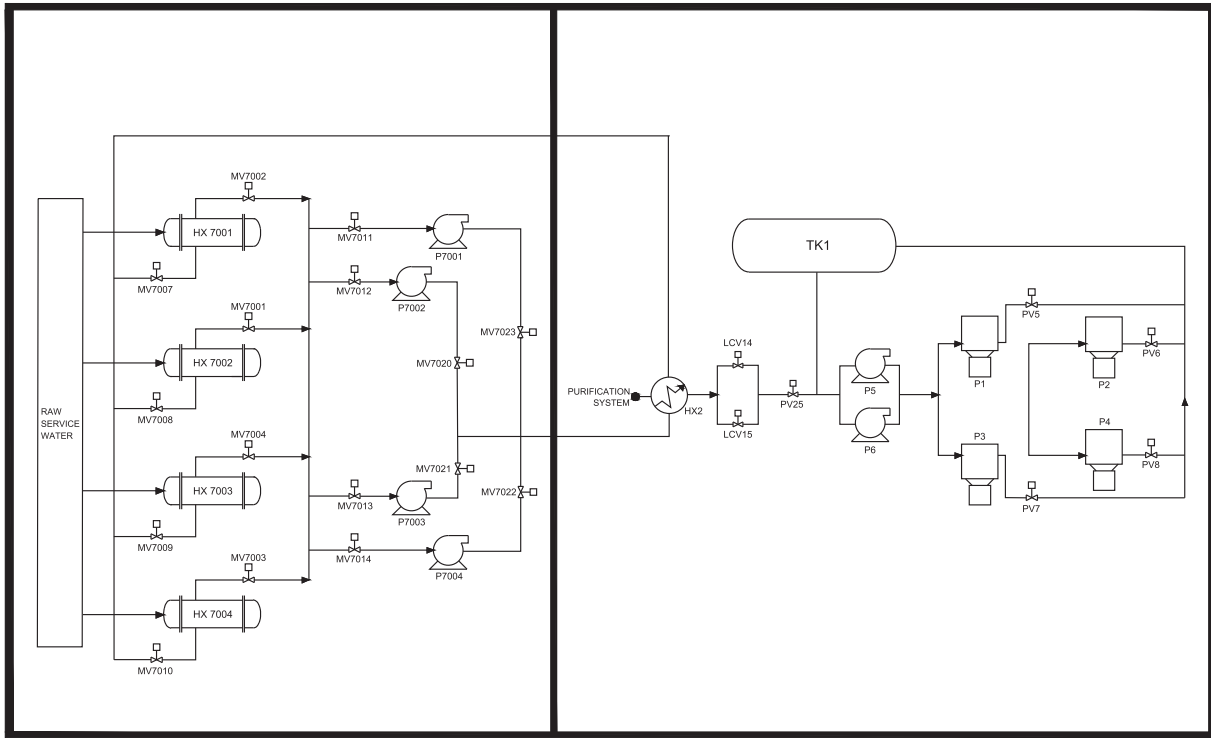 MV7002
HX 7001
MV7007
MV7001
HX 7002
MV7008
RAW
SERVICE
WATER
MV7004
HX 7003
MV7009
MV7003
HX 7004
MV7010
MV7011
P7001
MV7012
P7002
MV7023
MV7020
MV7021
MV7022
MV7013
P7003
MV7014
P7004
PURIFICATION
SYSTEM
HX2
LCV14
LCV15
PV25
TK1
P5
P6
P1
PV5
P2
PV6
P3
PV7
P4
PV8